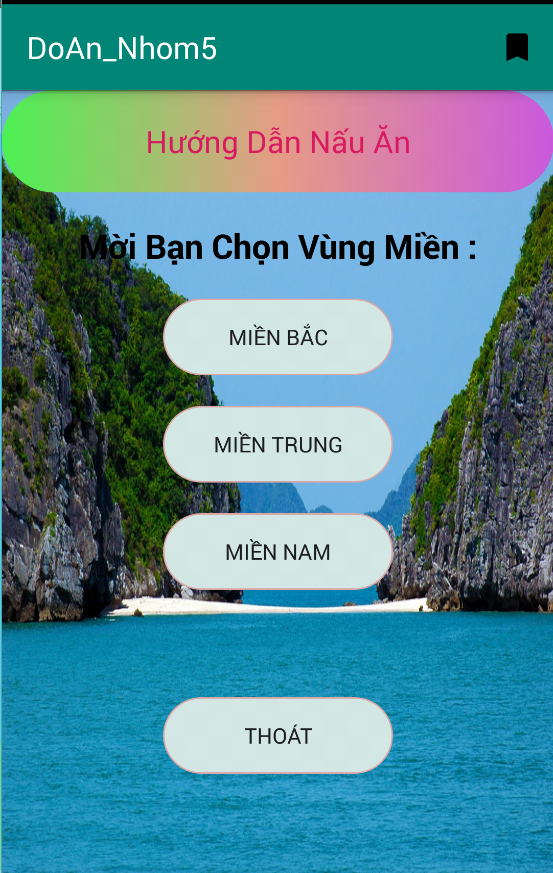 DoAn_Nhom5
Hướng Dẫn Nấu Ăn
Mời Bạn Chọn Vùng Miền :
MIỀN BẮC
MIỀN TRUNG
MIỀN NAM
THOÁT